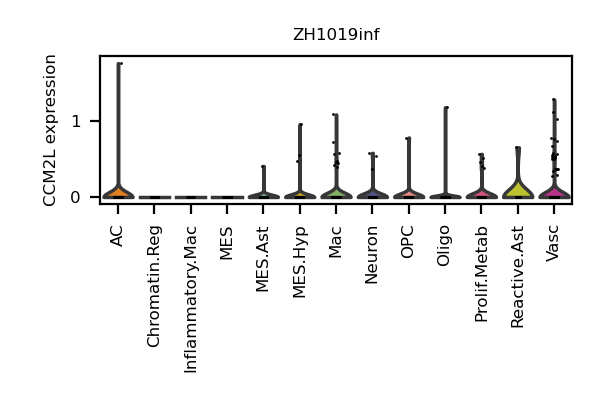 ZH1019inf
CCM2L expression
1
0
AC
Chromatin.Reg
Inflammatory.Mac
MES
MES.Ast
MES.Hyp
Mac
Neuron
OPC
Oligo
Prolif.Metab
Reactive.Ast
Vasc